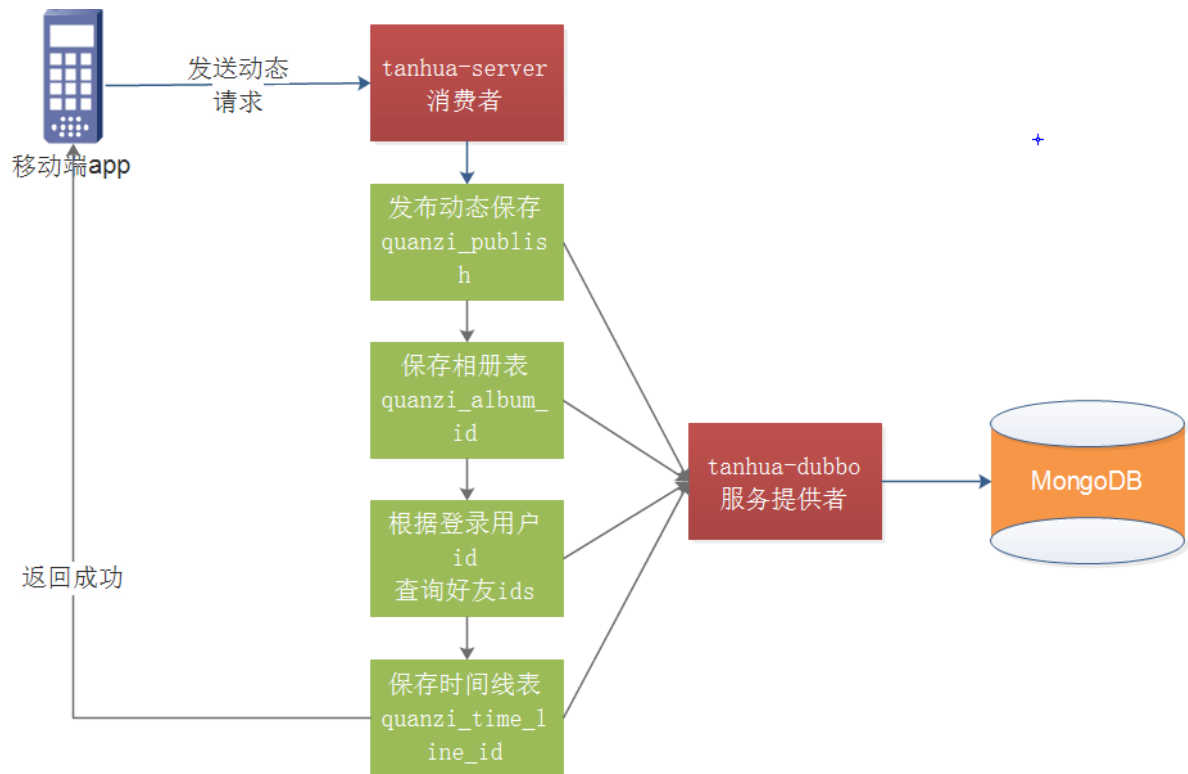 发送动态
请求
移动端app
tanhua-server
消费者
发布动态保存
quanzi_publis
h
保存相册表
quanzi_album_
id
根据登录用户
id
查询好友ids
保存时间线表
quanzi_time_l
ine_id
返回成功
tanhua-dubbo
服务提供者
MongoDB